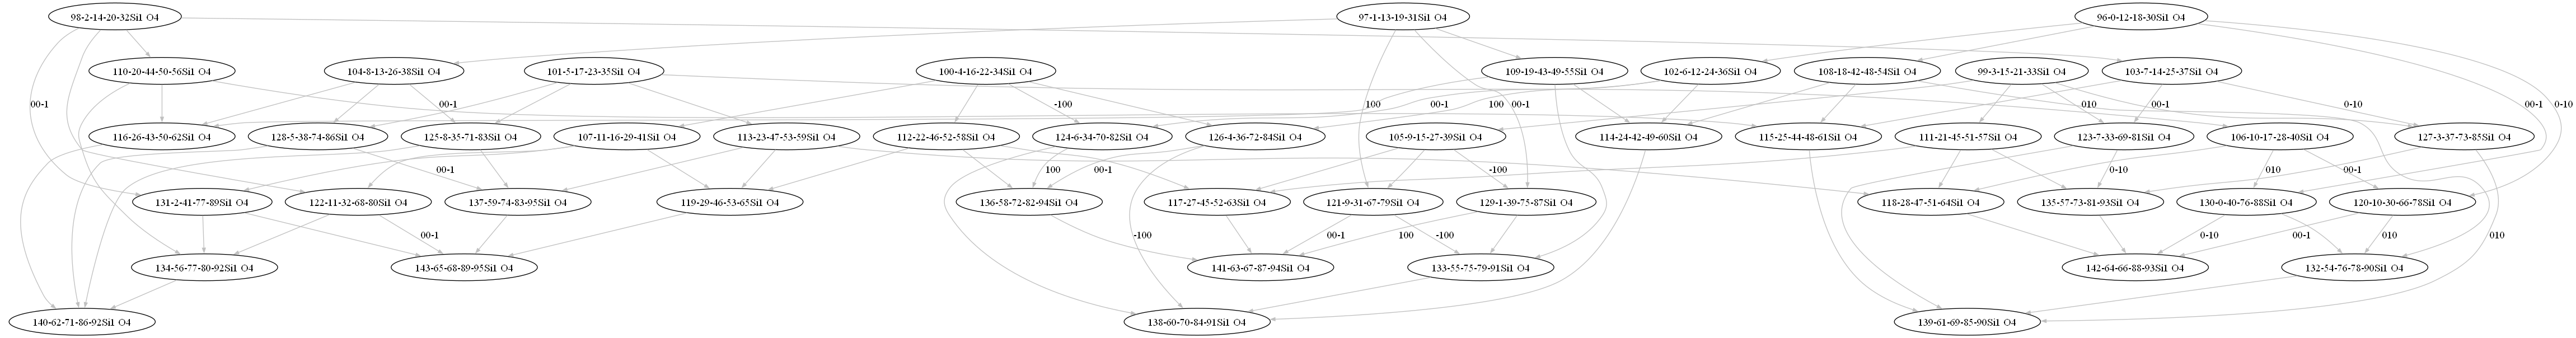 98-2-14-20-32Si1 O4
97-1-13-19-31Si1 O4
96-0-12-18-30Si1 O4
110-20-44-50-56Si1 O4
104-8-13-26-38Si1 O4
101-5-17-23-35Si1 O4
100-4-16-22-34Si1 O4
109-19-43-49-55Si1 O4
102-6-12-24-36Si1 O4
108-18-42-48-54Si1 O4
99-3-15-21-33Si1 O4
103-7-14-25-37Si1 O4
00-1
00-1
-100
100
00-1
00-1
100
010
00-1
0-10
00-1
0-10
116-26-43-50-62Si1 O4
128-5-38-74-86Si1 O4
125-8-35-71-83Si1 O4
107-11-16-29-41Si1 O4
113-23-47-53-59Si1 O4
112-22-46-52-58Si1 O4
124-6-34-70-82Si1 O4
126-4-36-72-84Si1 O4
105-9-15-27-39Si1 O4
114-24-42-49-60Si1 O4
115-25-44-48-61Si1 O4
111-21-45-51-57Si1 O4
123-7-33-69-81Si1 O4
106-10-17-28-40Si1 O4
127-3-37-73-85Si1 O4
00-1
100
00-1
-100
0-10
010
00-1
00-1
131-2-41-77-89Si1 O4
122-11-32-68-80Si1 O4
137-59-74-83-95Si1 O4
119-29-46-53-65Si1 O4
136-58-72-82-94Si1 O4
117-27-45-52-63Si1 O4
121-9-31-67-79Si1 O4
129-1-39-75-87Si1 O4
118-28-47-51-64Si1 O4
135-57-73-81-93Si1 O4
130-0-40-76-88Si1 O4
120-10-30-66-78Si1 O4
00-1
-100
00-1
-100
100
0-10
00-1
010
010
134-56-77-80-92Si1 O4
143-65-68-89-95Si1 O4
141-63-67-87-94Si1 O4
133-55-75-79-91Si1 O4
142-64-66-88-93Si1 O4
132-54-76-78-90Si1 O4
140-62-71-86-92Si1 O4
138-60-70-84-91Si1 O4
139-61-69-85-90Si1 O4